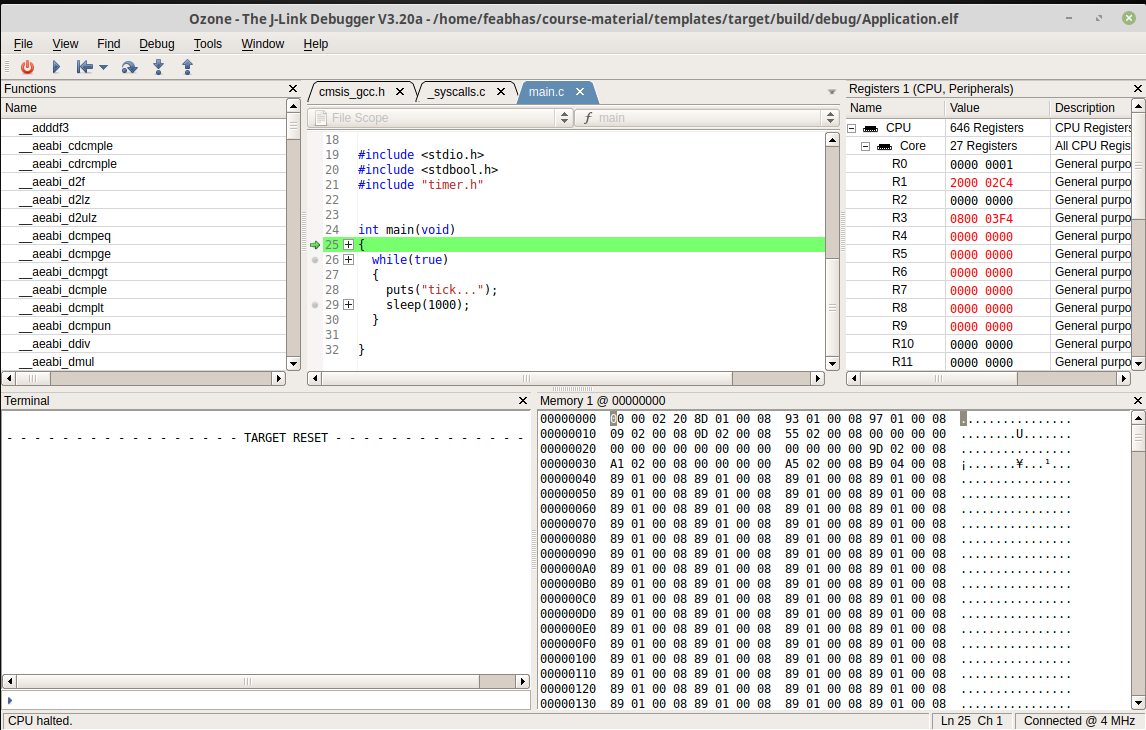 Ozone - The J-Link Debugger V3.20a - /home/feabhas/course-material/templates/target/build/debug/Application.elf
File View Find Debug Tools Window Help
Functions
Name
__adddf3
__aeabi_cdcmple
__aeabi_cdrcmple
__aeabi_d2f
__aeabi_d2lz
__aeabi_d2ulz
__aeabi_dcmpeq
__aeabi_dcmpge
__aeabi_dcmpgt
__aeabi_dcmple
__aeabi_dcmplt
__aeabi_dcmpun
__aeabi_ddiv
__aeabi_dmul
cmsis_gcc.h _syscalls.c main.c
File Scope f main
18
19 #include <stdio.h>
20 #include <stdbool.h>
21 #include "timer.h"
22
23
24 int main(void)
25 {
26 while(true)
27 {
28 puts("tick...");
29 sleep(1000);
30 }
31
32 }
Registers 1 (CPU, Peripherals)
Name Value Description
CPU 646 Registers CPU Registers
Core 27 Registers All CPU Regis
R0 0000 0001 General purpo
R1 2000 02C4 General purpo
R2 0000 0000 General purpo
R3 0800 03F4 General purpo
R4 0000 0000 General purpo
R5 0000 0000 General purpo
R6 0000 0000 General purpo
R7 0000 0000 General purpo
R8 0000 0000 General purpo
R9 0000 0000 General purpo
R10 0000 0000 General purpo
R11 0000 0000 General purpo
Terminal
- - - - - - - - - - - - - - - - - TARGET RESET - - - - - - - - - - - - - -
Memory 1 @ 00000000
00000000 00 00 02 20 8D 01 00 08 93 01 00 08 97 01 00 08 ................
00000010 09 02 00 08 0D 02 00 08 55 02 00 08 00 00 00 00 ........U.......
00000020 00 00 00 00 00 00 00 00 00 00 00 00 9D 02 00 08 ................
00000030 A1 02 00 08 00 00 00 00 A5 02 00 08 B9 04 00 08 ¡.......¥...¹...
00000040 89 01 00 08 89 01 00 08 89 01 00 08 89 01 00 08 ................
00000050 89 01 00 08 89 01 00 08 89 01 00 08 89 01 00 08 ................
00000060 89 01 00 08 89 01 00 08 89 01 00 08 89 01 00 08 ................
00000070 89 01 00 08 89 01 00 08 89 01 00 08 89 01 00 08 ................
00000080 89 01 00 08 89 01 00 08 89 01 00 08 89 01 00 08 ................
00000090 89 01 00 08 89 01 00 08 89 01 00 08 89 01 00 08 ................
000000A0 89 01 00 08 89 01 00 08 89 01 00 08 89 01 00 08 ................
000000B0 89 01 00 08 89 01 00 08 89 01 00 08 89 01 00 08 ................
000000C0 89 01 00 08 89 01 00 08 89 01 00 08 89 01 00 08 ................
000000D0 89 01 00 08 89 01 00 08 89 01 00 08 89 01 00 08 ................
000000E0 89 01 00 08 89 01 00 08 89 01 00 08 89 01 00 08 ................
000000F0 89 01 00 08 89 01 00 08 89 01 00 08 89 01 00 08 ................
00000100 89 01 00 08 89 01 00 08 89 01 00 08 89 01 00 08 ................
00000110 89 01 00 08 89 01 00 08 89 01 00 08 89 01 00 08 ................
00000120 89 01 00 08 89 01 00 08 89 01 00 08 89 01 00 08 ................
00000130 89 01 00 08 89 01 00 08 89 01 00 08 89 01 00 08 ................
CPU halted. Ln 25 Ch 1 Connected @ 4 MHz